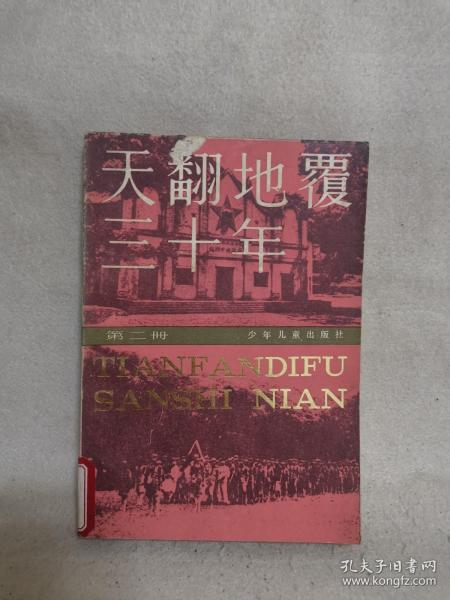 天翻地覆
三十年
第二册
少年儿童出版社
TIANFANDIFU
SANSHI NIAN
孔夫子旧书网
www.kongfz.com